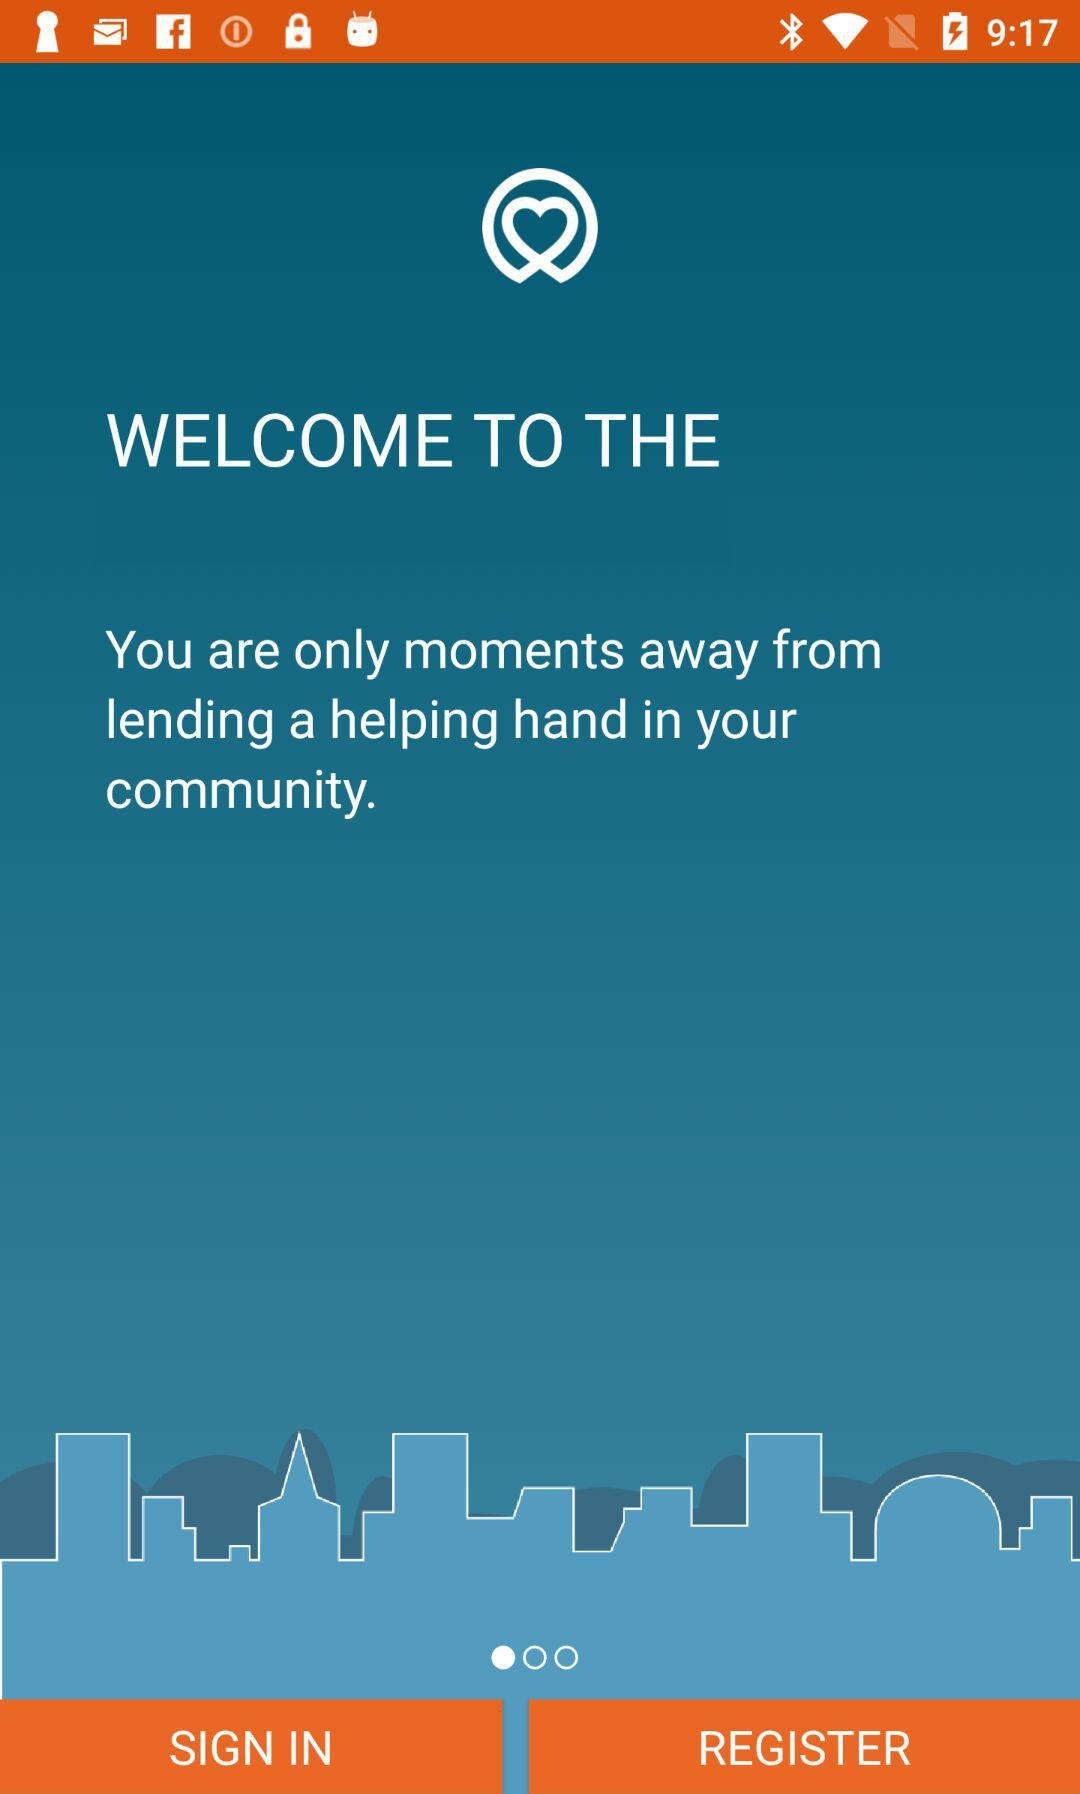 9:17
WELCOME TO THE
You are only moments away from
lending a helping hand in your
community.
SIGN IN
REGISTER